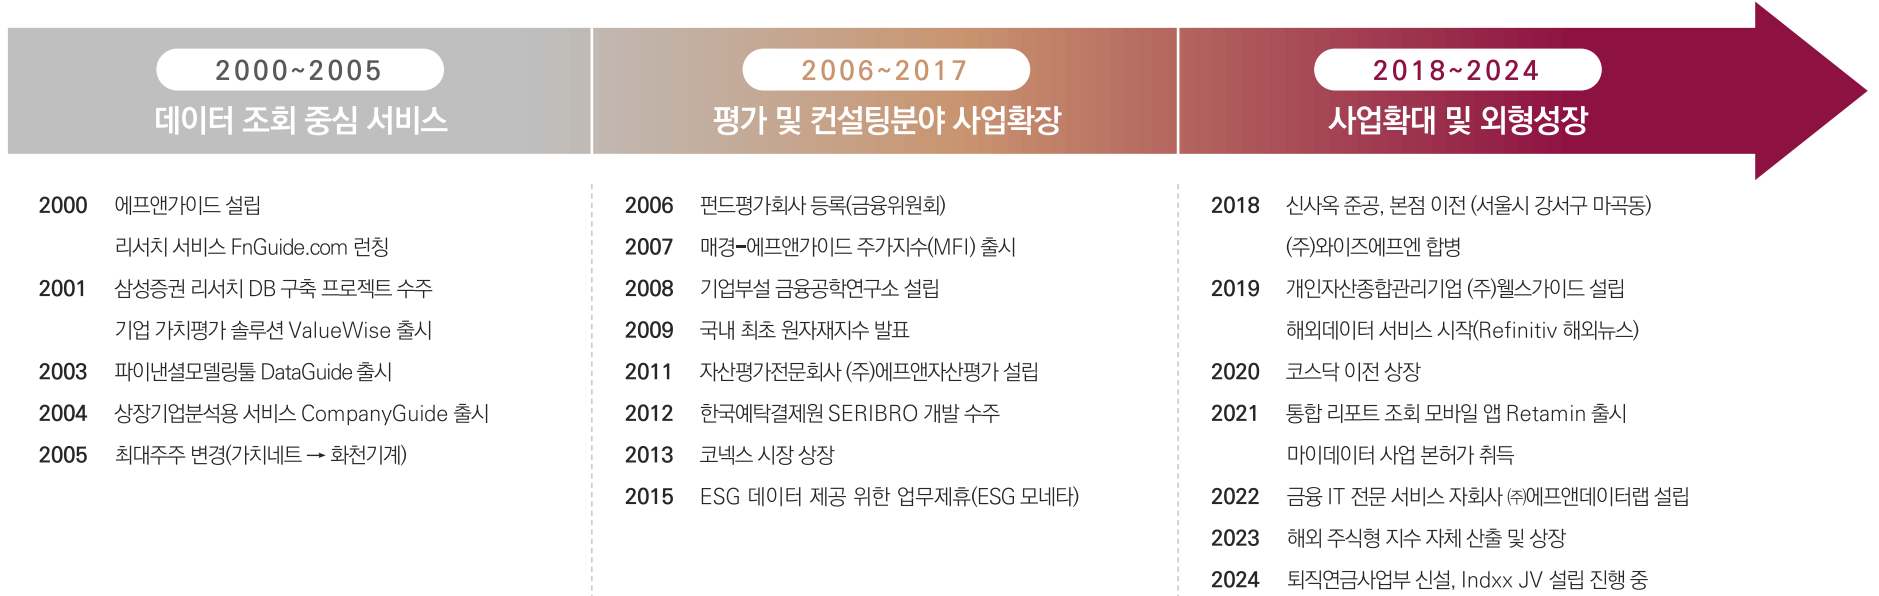 2000~2005
데이터 조회 중심 서비스
2000 에프앤가이드 설립
리서치 서비스 FnGuide.com 런칭
2001 삼성증권 리서치 DB 구축 프로젝트 수주
기업 가치평가 솔루션 ValueWise 출시
2003 파이낸셜모델링툴 DataGuide 출시
2004 상장기업분석용 서비스 CompanyGuide 출시
2005 최대주주 변경(가치네트 → 화천기계)
2006~2017
평가 및 컨설팅분야 사업확장
2006 펀드평가회사 등록(금융위원회)
2007 매경-에프앤가이드 주가지수(MFI) 출시
2008 기업부설 금융공학연구소 설립
2009 국내 최초 원자재지수 발표
2011 자산평가전문회사 (주)에프앤자산평가 설립
2012 한국예탁결제원 SERIBRO 개발 수주
2013 코넥스 시장 상장
2015 ESG 데이터 제공 위한 업무제휴(ESG 모네타)
2018~2024
사업확대 및 외형성장
2018 신사옥 준공, 본점 이전 (서울시 강서구 마곡동)
(주)와이즈에프엔 합병
2019 개인자산종합관리기업 (주)웰스가이드 설립
해외데이터 서비스 시작(Refinitiv 해외뉴스)
2020 코스닥 이전 상장
2021 통합 리포트 조회 모바일 앱 Retamin 출시
마이데이터 사업 본허가 취득
2022 금융 IT 전문 서비스 자회사 ㈜에프앤데이터랩 설립
2023 해외 주식형 지수 자체 산출 및 상장
2024 퇴직연금사업부 신설, Indxx JV 설립 진행 중